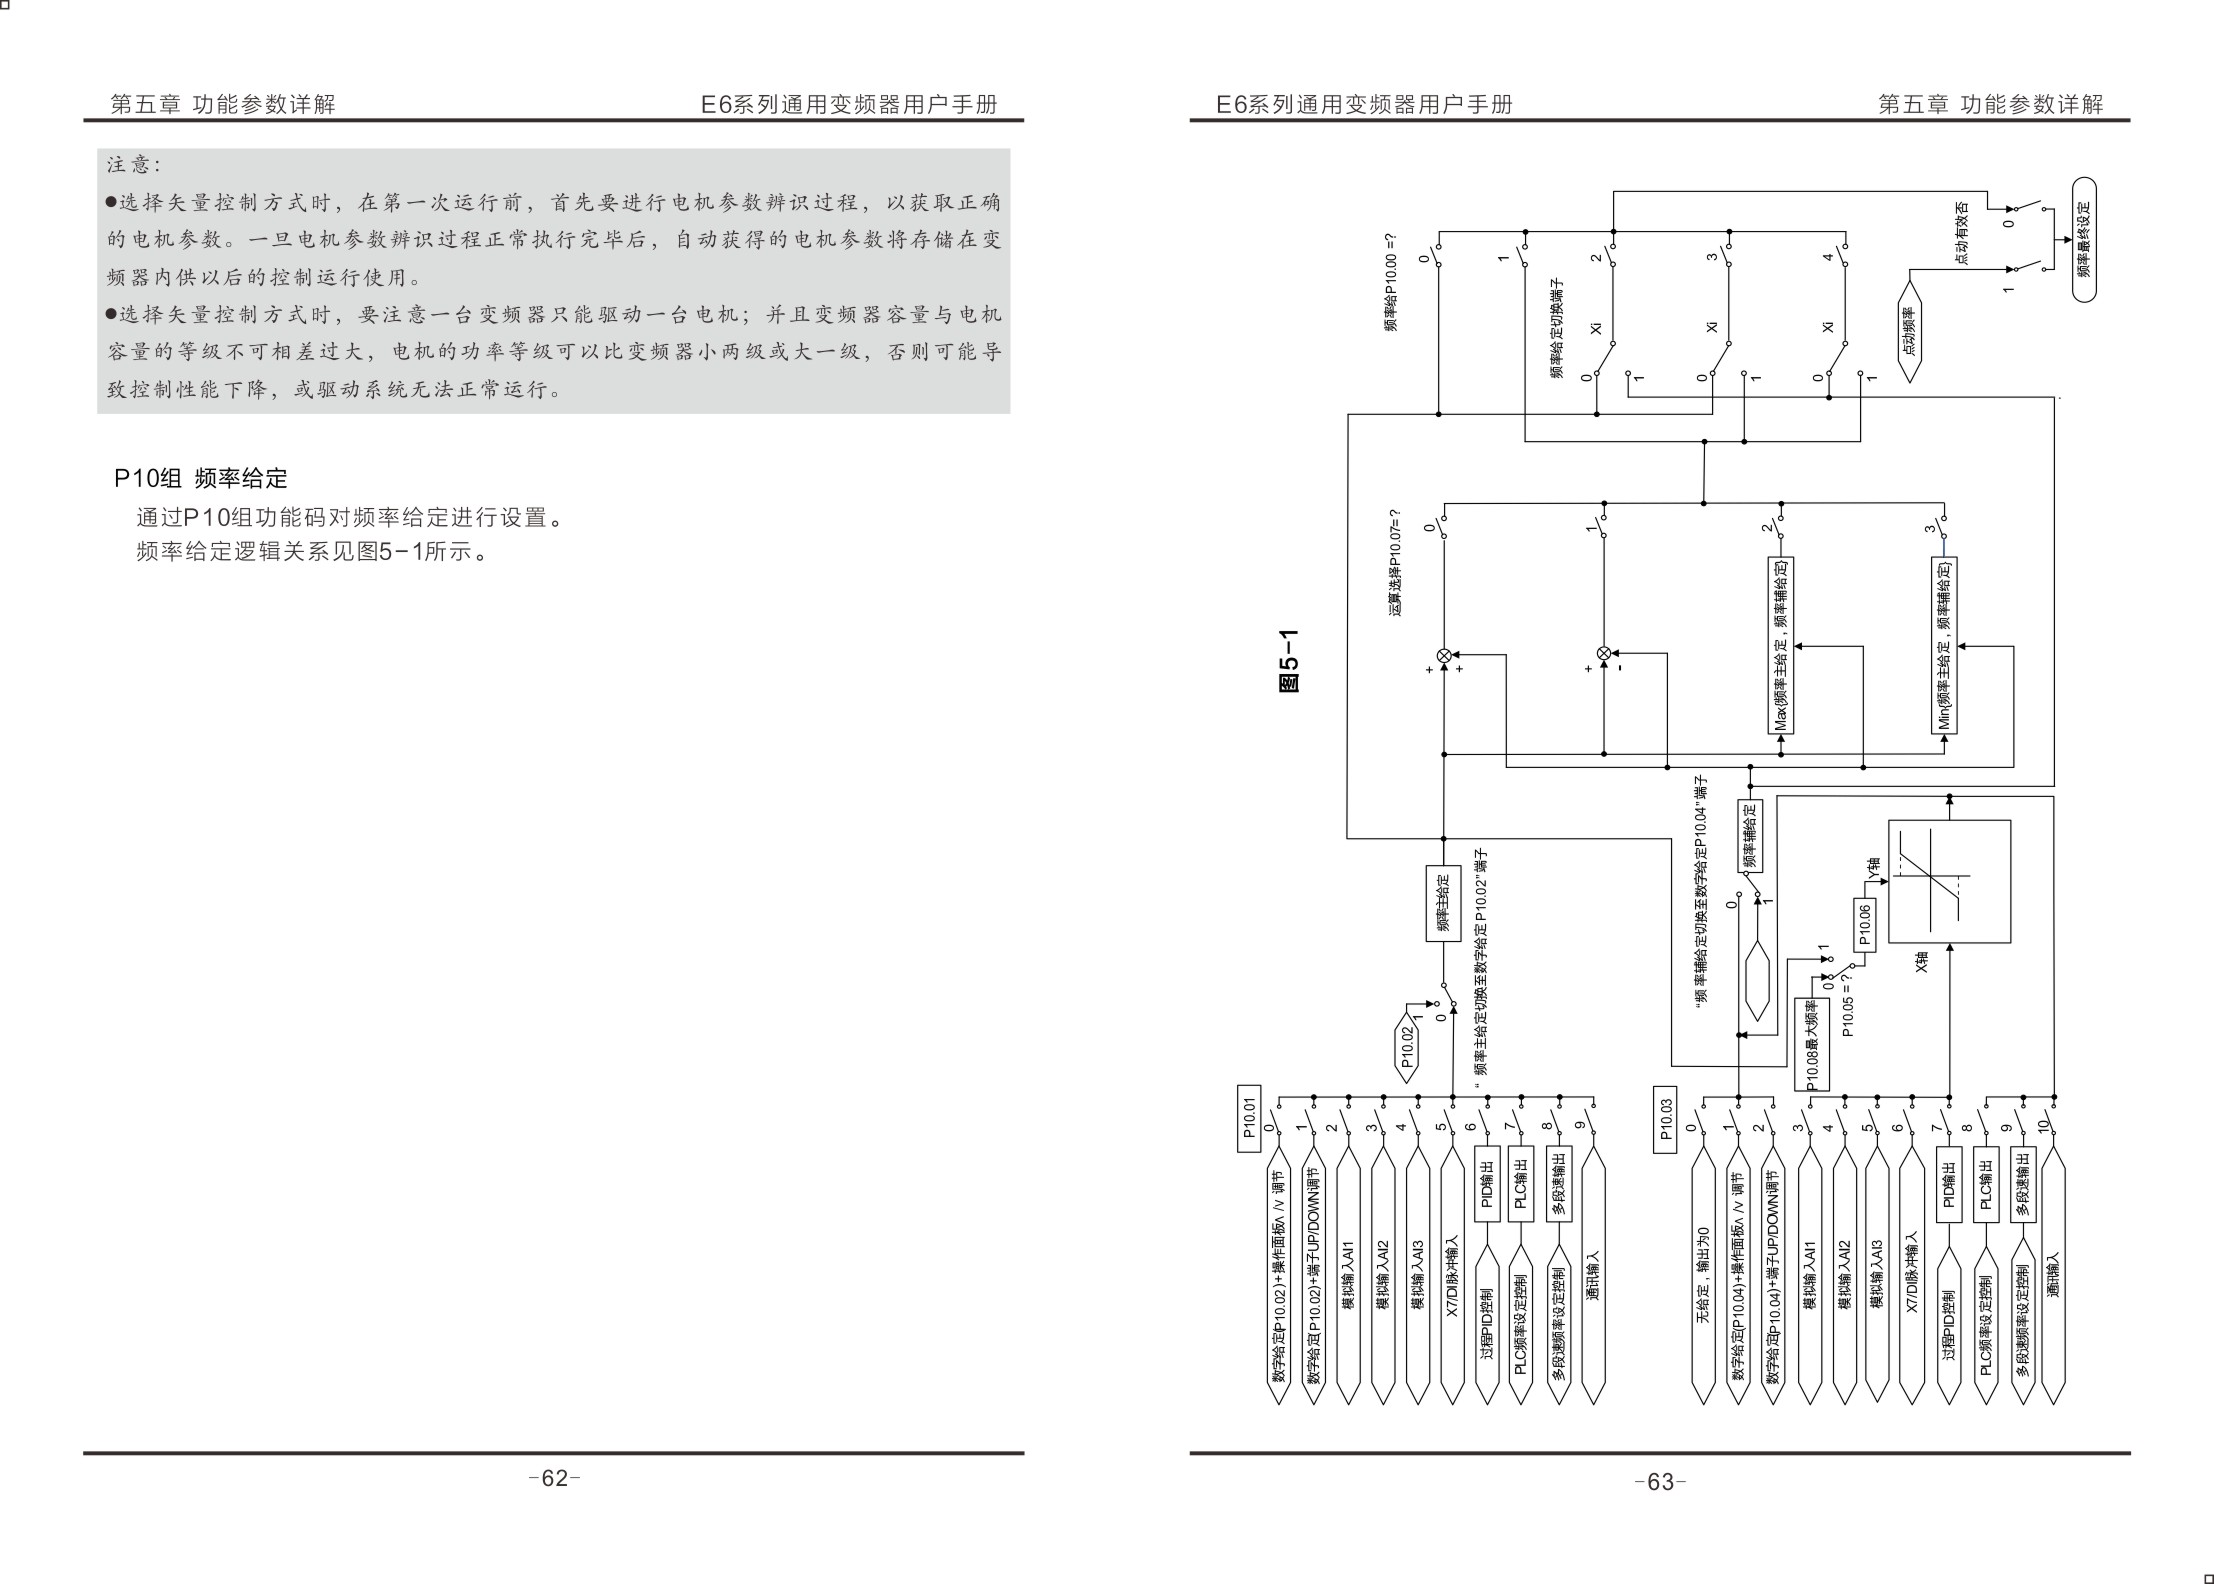 第五章 功能参数详解
E6系列通用变频器用户手册
注意：
●选择矢量控制方式时，在第一次运行前，首先要进行电机参数辨识过程，以获取正确
的电机参数。一旦电机参数辨识过程正常执行完毕后，自动获得的电机参数将存储在变
频器内供以后的控制运行使用。
●选择矢量控制方式时，要注意一台变频器只能驱动一台电机；并且变频器容量与电机
容量的等级不可相差过大，电机的功率等级可以比变频器小两级或大一级，否则可能导
致控制性能下降，或驱动系统无法正常运行。
P10组 频率给定
通过P10组功能码对频率给定进行设置。
频率给定逻辑关系见图5-1所示。
-62-
E6系列通用变频器用户手册
第五章 功能参数详解
图5-1
P10.01
0
数字给定(P10.02)+操作面板∧ /∨ 调节
1
数字给定(P10.02)+端子UP/DOWN调节
2
模拟输入AI1
3
模拟输入AI2
4
模拟输入AI3
5
X7/DI脉冲输入
6
PID输出
过程PID控制
7
PLC输出
PLC频率设定控制
8
多段速输出
多段速频率设定控制
9
通讯输入
P10.02
1
0
频率主给定
“ 频率主给定切换至数字给定 P10.02”端子
P10.03
0
无给定，输出为0
1
数字给定(P10.04)+操作面板∧ /∨ 调节
2
数字给定(P10.04)+端子UP/DOWN调节
3
模拟输入AI1
4
模拟输入AI2
5
模拟输入AI3
6
X7/DI脉冲输入
7
PID输出
过程PID控制
8
PLC输出
PLC频率设定控制
9
多段速输出
多段速频率设定控制
10
通讯输入
“频 率辅给定切换至数字给定P10.04”端子
频率辅给定
0
1
P10.08最大频率
0
1
P10.05 = ?
P10.06
Y轴
X轴
运算选择P10.07= ?
0
+
+
1
+
-
2
Max{频率主给定，频率辅给定}
3
Min{频率主给定，频率辅给定}
频率给P10.00 =?
0
1
2
3
4
频率给定切换端子
Xi
0
1
Xi
0
1
Xi
0
1
点动频率
点动有效否
0
1
频率最终设定
-63-